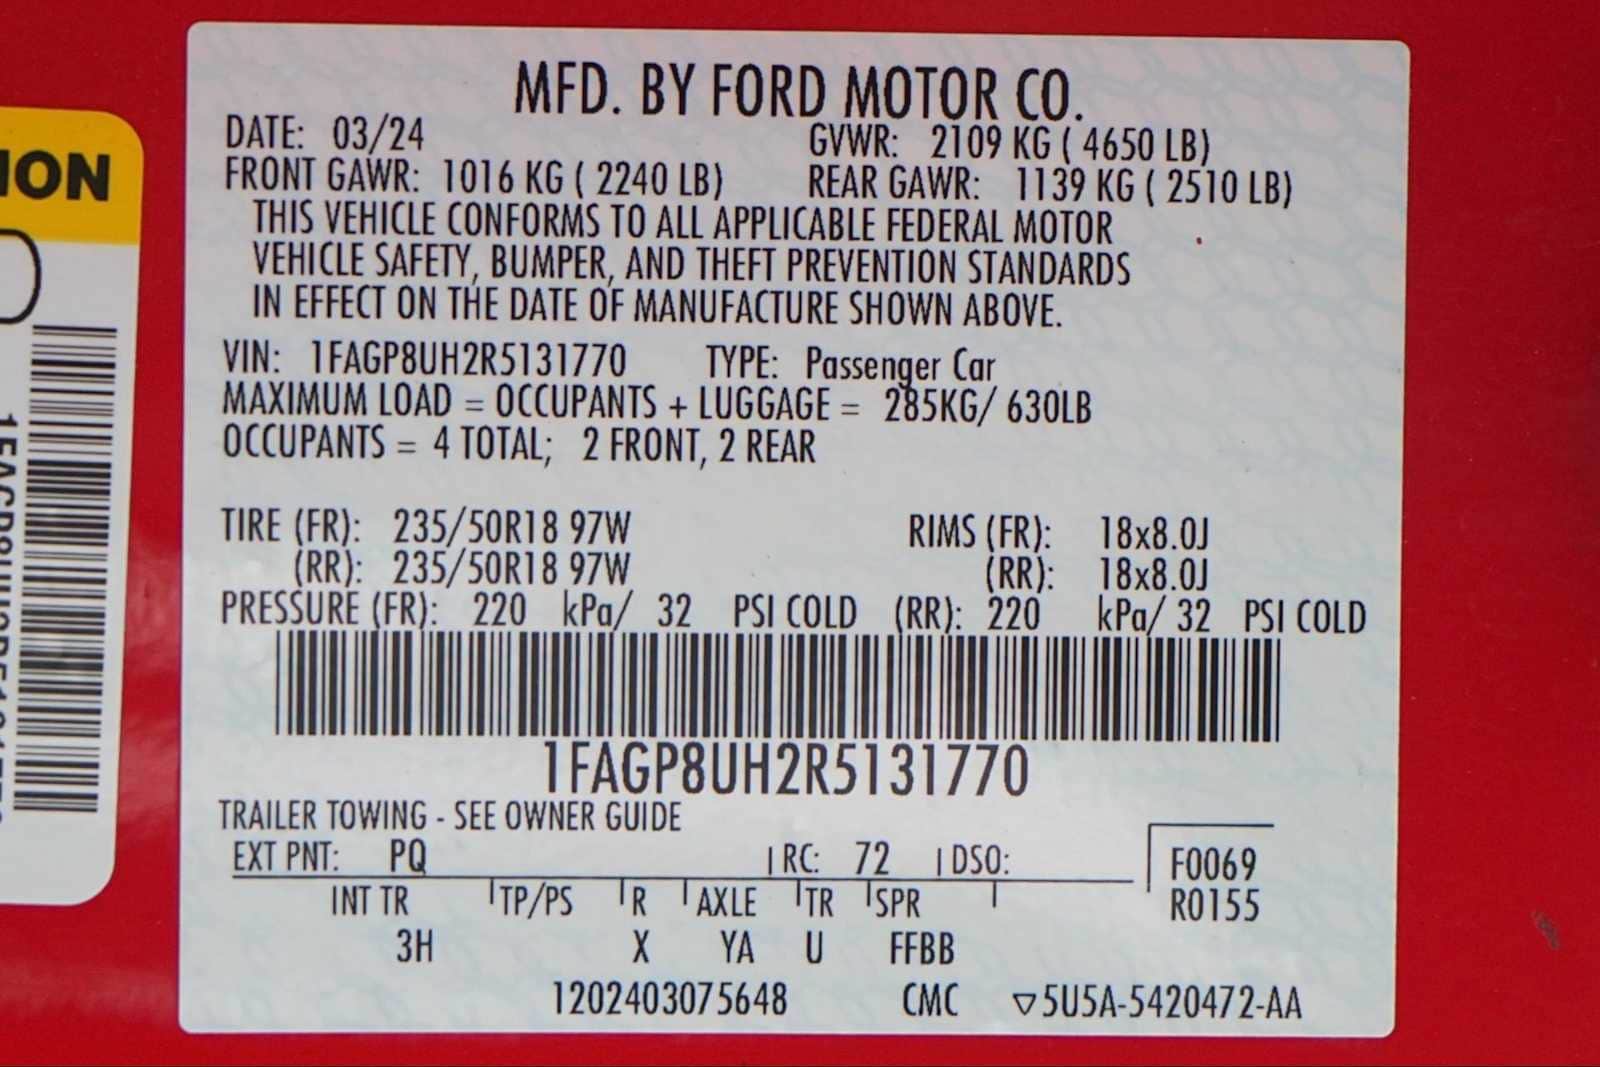 MFD. BY FORD MOTOR CO.
DATE: 03/24 GVWR: 2109 KG ( 4650 LB)
FRONT GAWR: 1016 KG ( 2240 LB) REAR GAWR: 1139 KG ( 2510 LB)
THIS VEHICLE CONFORMS TO ALL APPLICABLE FEDERAL MOTOR
VEHICLE SAFETY, BUMPER, AND THEFT PREVENTION STANDARDS
IN EFFECT ON THE DATE OF MANUFACTURE SHOWN ABOVE.
VIN: 1FAGP8UH2R5131770 TYPE: Passenger Car
MAXIMUM LOAD = OCCUPANTS + LUGGAGE = 285KG/ 630LB
OCCUPANTS = 4 TOTAL; 2 FRONT, 2 REAR
TIRE (FR): 235/50R18 97W RIMS (FR): 18x8.0J
(RR): 235/50R18 97W (RR): 18x8.0J
PRESSURE (FR): 220 kPa/ 32 PSI COLD (RR): 220 kPa/ 32 PSI COLD
1FAGP8UH2R5131770
TRAILER TOWING - SEE OWNER GUIDE
EXT PNT: PQ RC: 72 DSO: F0069
R0155
INT TR TP/PS R AXLE TR SPR
3H X YA U FFBB
1202403075648 CMC ▽5U5A-5420472-AA
ION